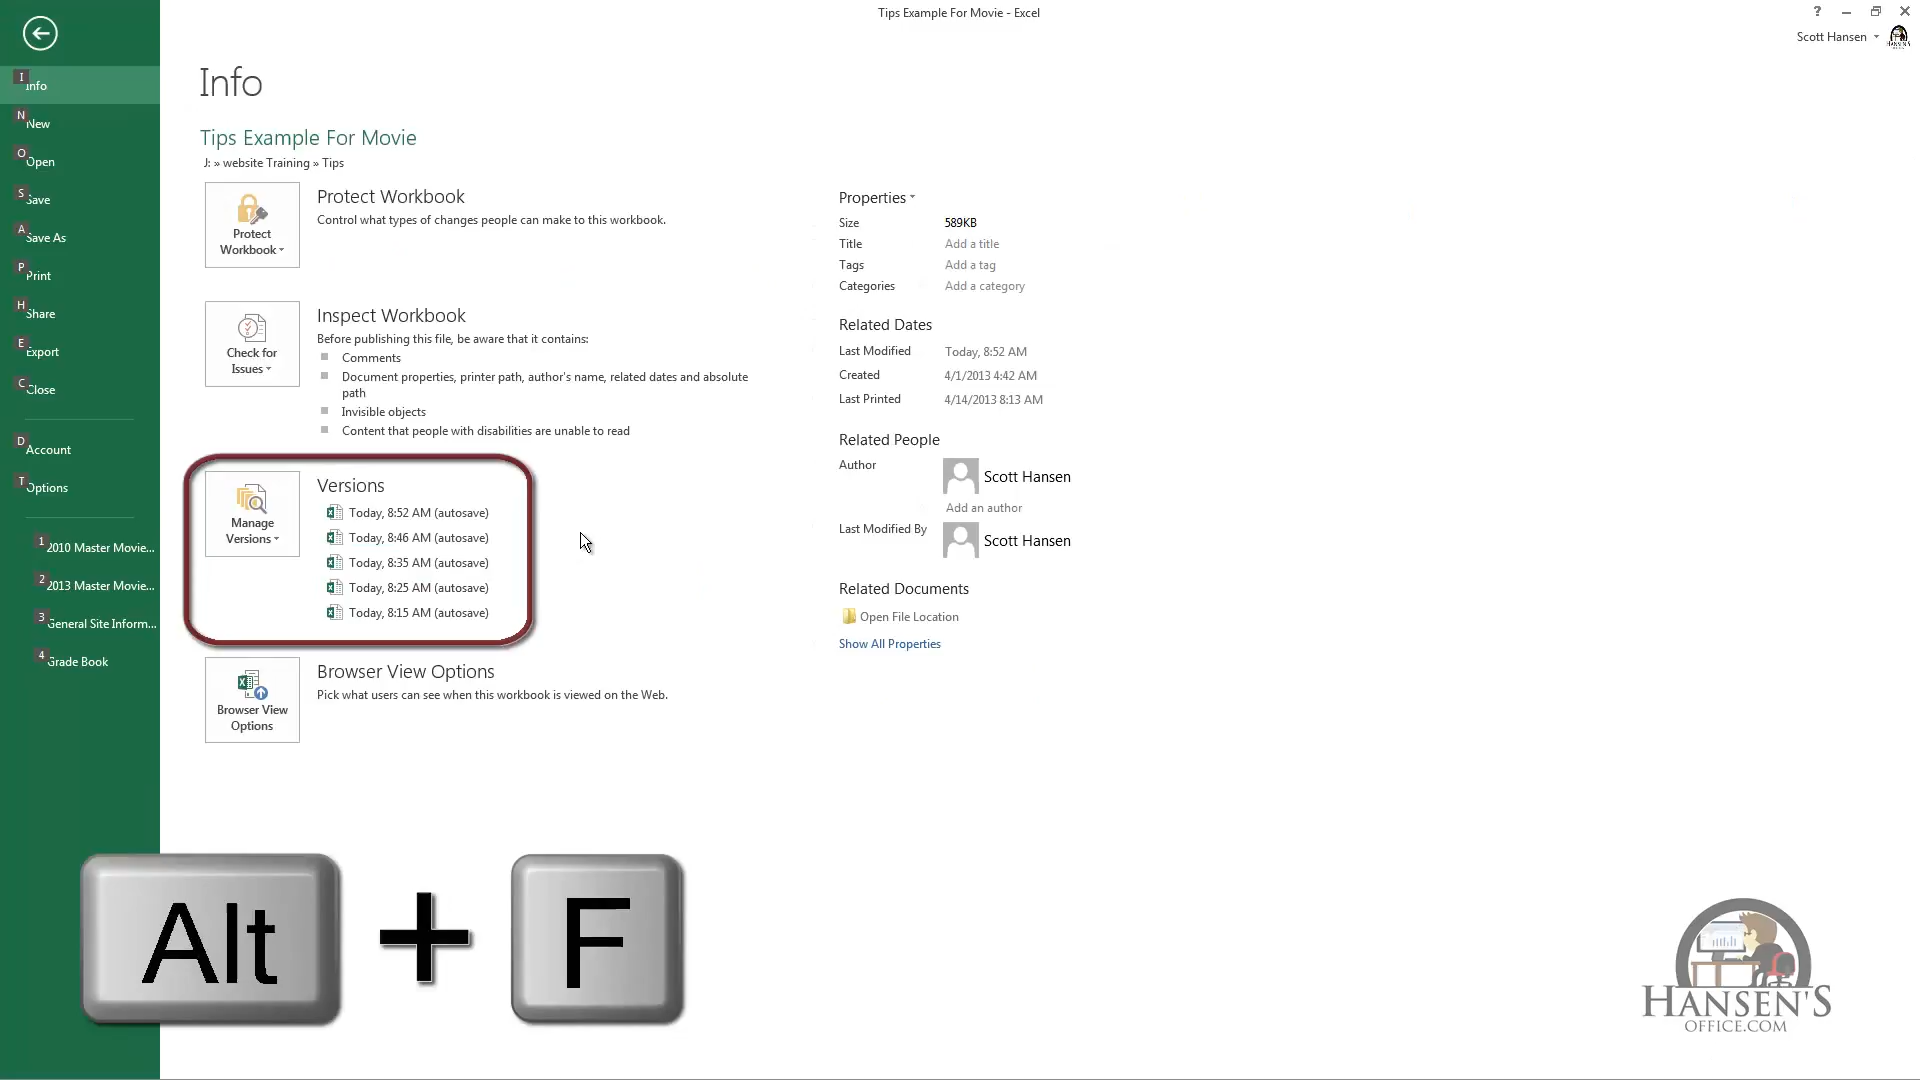 Tips Example For Movie - Excel
?
Scott Hansen
I
Info
N
New
O
Open
S
Save
A
Save As
P
Print
H
Share
E
Export
C
Close
D
Account
T
Options
1
2010 Master Movie...
2
2013 Master Movie...
3
General Site Inform...
4
Grade Book
Info
Tips Example For Movie
J: » website Training » Tips
Protect
Workbook
Protect Workbook
Control what types of changes people can make to this workbook.
Check for
Issues
Inspect Workbook
Before publishing this file, be aware that it contains:
Comments
Document properties, printer path, author's name, related dates and absolute
path
Invisible objects
Content that people with disabilities are unable to read
Manage
Versions
Versions
Today, 8:52 AM (autosave)
Today, 8:46 AM (autosave)
Today, 8:35 AM (autosave)
Today, 8:25 AM (autosave)
Today, 8:15 AM (autosave)
Browser View
Options
Browser View Options
Pick what users can see when this workbook is viewed on the Web.
Properties
Size 589KB
Title Add a title
Tags Add a tag
Categories Add a category
Related Dates
Last Modified Today, 8:52 AM
Created 4/1/2013 4:42 AM
Last Printed 4/14/2013 8:13 AM
Related People
Author Scott Hansen
Add an author
Last Modified By Scott Hansen
Related Documents
Open File Location
Show All Properties
Alt + F
HANSEN'S
OFFICE.COM